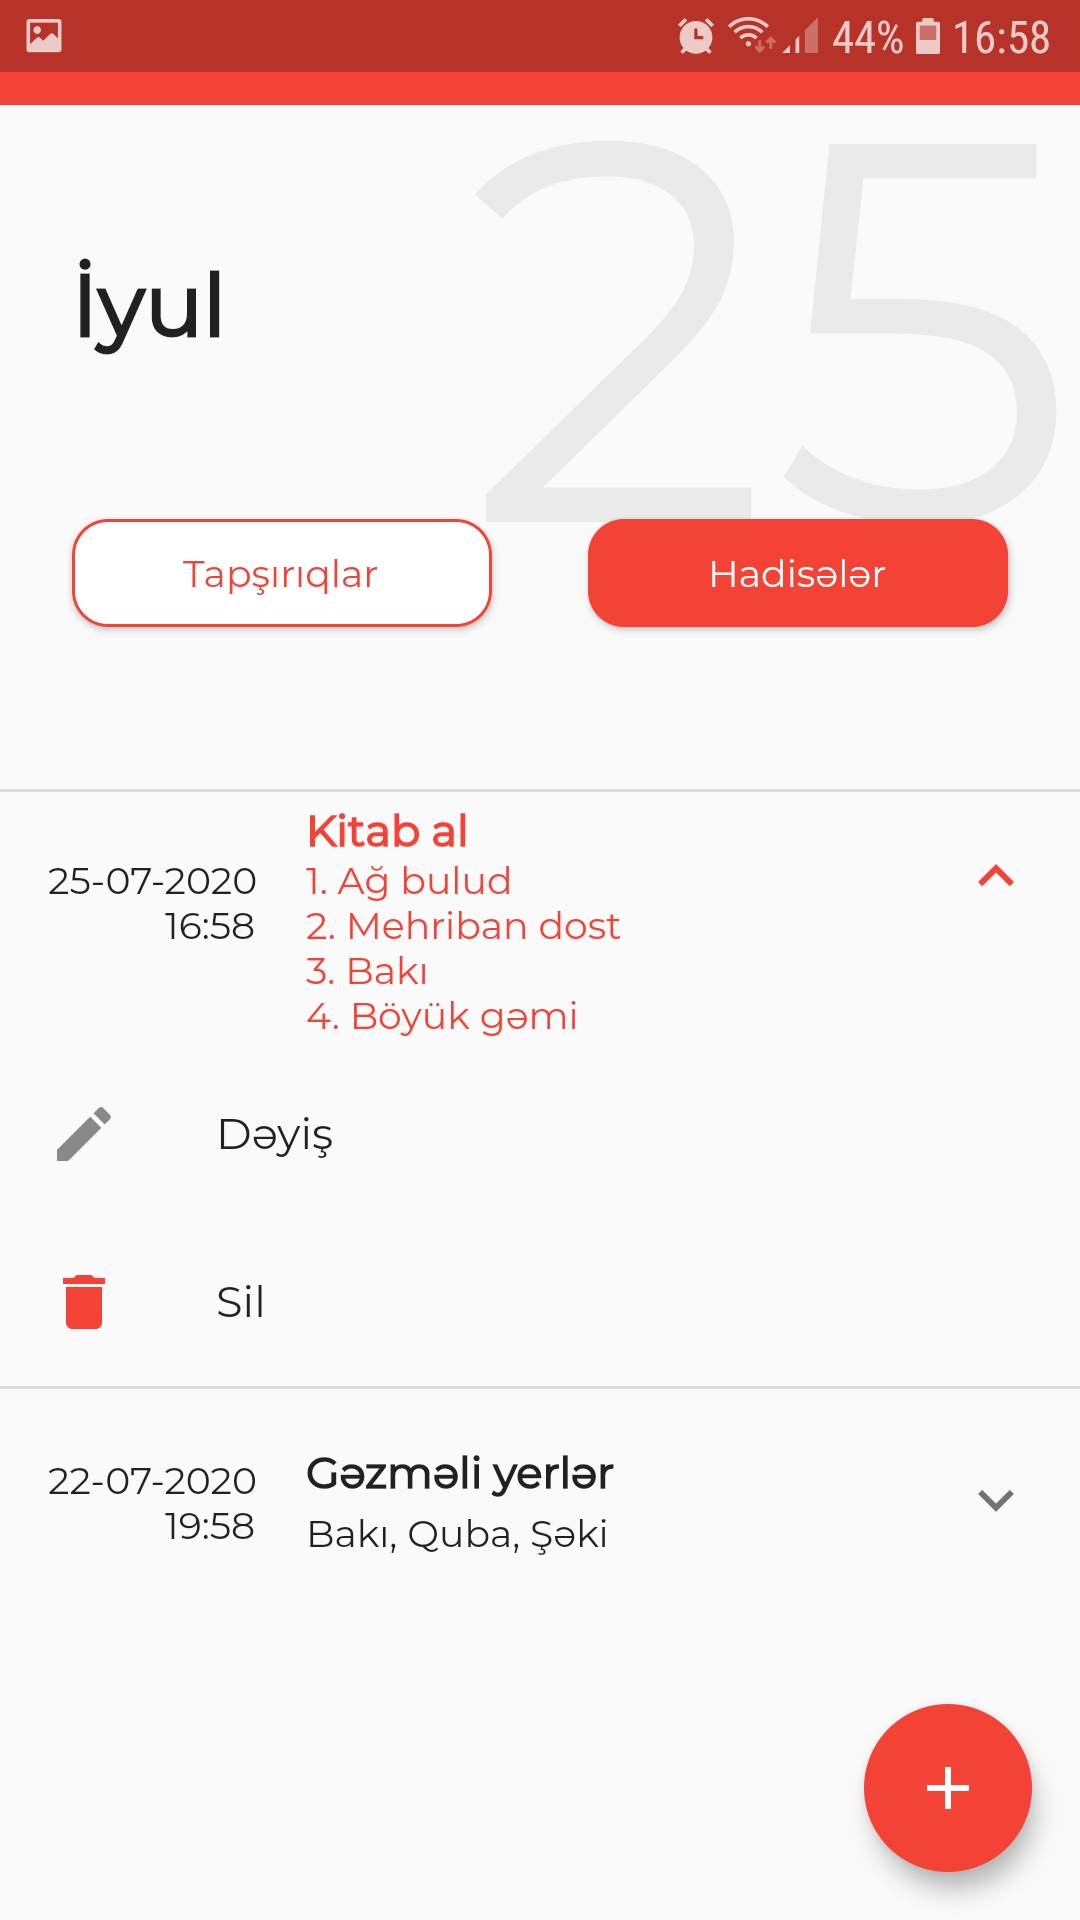 44% 16:58
25
İyul
Tapşırıqlar
Hadisələr
Kitab al
25-07-2020
16:58
1. Ağ bulud
2. Mehriban dost
3. Bakı
4. Böyük gəmi
Dəyiş
Sil
22-07-2020
19:58
Gəzməli yerlər
Bakı, Quba, Şəki